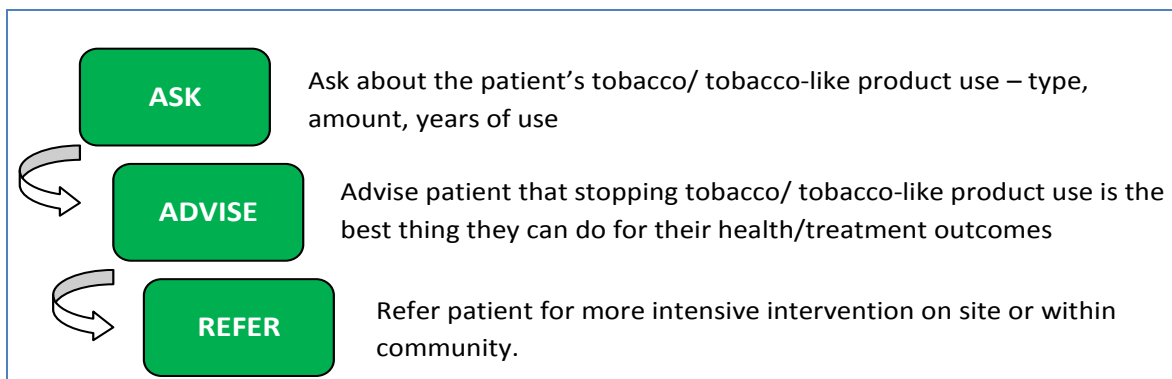 ASK
Ask about the patient’s tobacco/ tobacco-like product use – type,
amount, years of use
ADVISE
Advise patient that stopping tobacco/ tobacco-like product use is the
best thing they can do for their health/treatment outcomes
REFER
Refer patient for more intensive intervention on site or within
community.